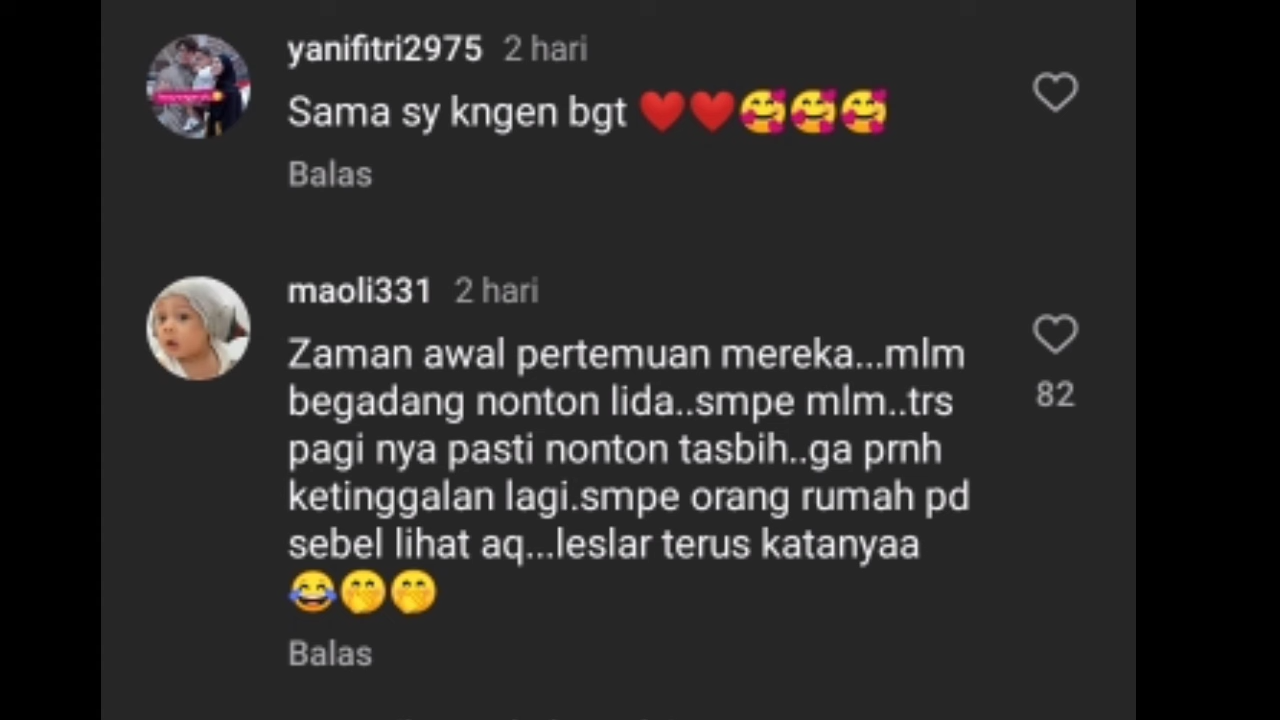 yanifitri2975 2 hari
Sama sy kngen bgt ❤️❤️🥰🥰🥰
Balas
maoli331 2 hari
Zaman awal pertemuan mereka...mlm
begadang nonton lida..smpe mlm..trs
82
pagi nya pasti nonton tasbih..ga prnh
ketinggalan lagi.smpe orang rumah pd
sebel lihat aq...leslar terus katanyaa
😂🤭🤭
Balas